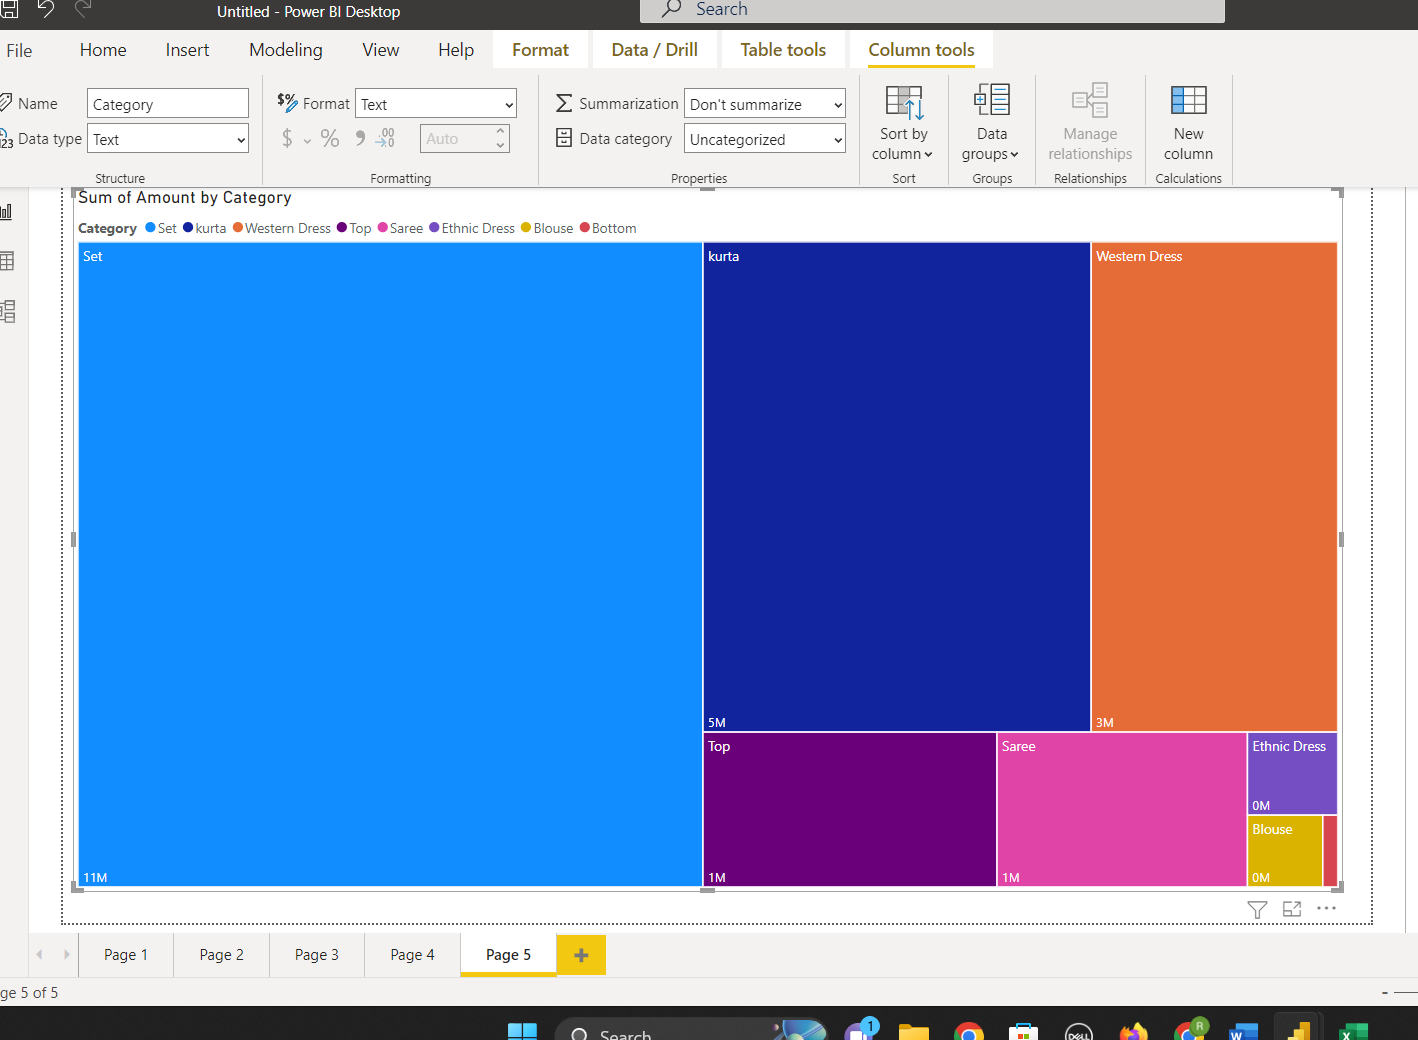 Untitled - Power BI Desktop
Search
File Home Insert Modeling View Help Format Data / Drill Table tools Column tools
Name Category
Data type Text
Structure
$% Format Text
$ % 9 .00 Auto
Formatting
Summarization Don't summarize
Data category Uncategorized
Properties
Sort by
column
Sort
Data
groups
Groups
Manage
relationships
Relationships
New
column
Calculations
Sum of Amount by Category
Category Set kurta Western Dress Top Saree Ethnic Dress Blouse Bottom
Set
11M
kurta
5M
Western Dress
3M
Top
1M
Saree
1M
Ethnic Dress
0M
Blouse
0M
Page 1 Page 2 Page 3 Page 4 Page 5 +
ge 5 of 5
Search
1
DELL
R
W
X